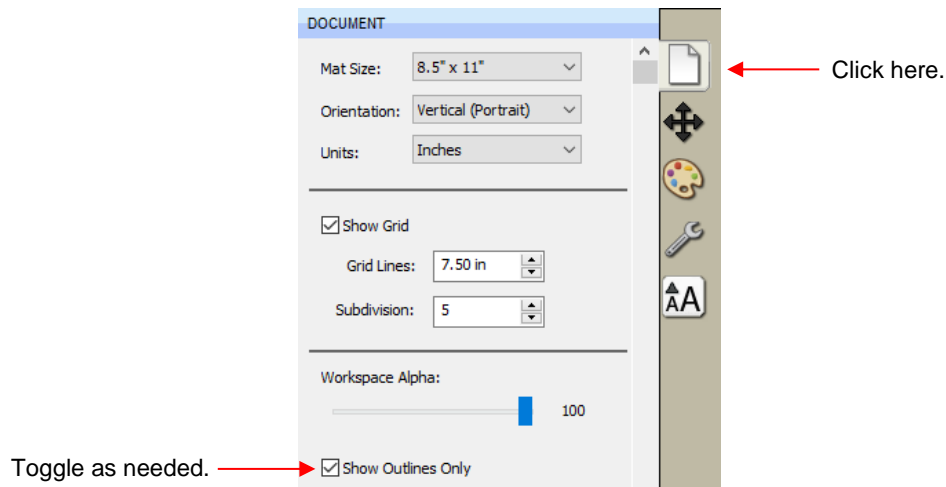 DOCUMENT
Mat Size: 8.5" x 11"
Click here.
Orientation: Vertical (Portrait)
Units: Inches
Show Grid
Grid Lines: 7.50 in
Subdivision: 5
AA
Workspace Alpha:
100
Toggle as needed.
Show Outlines Only